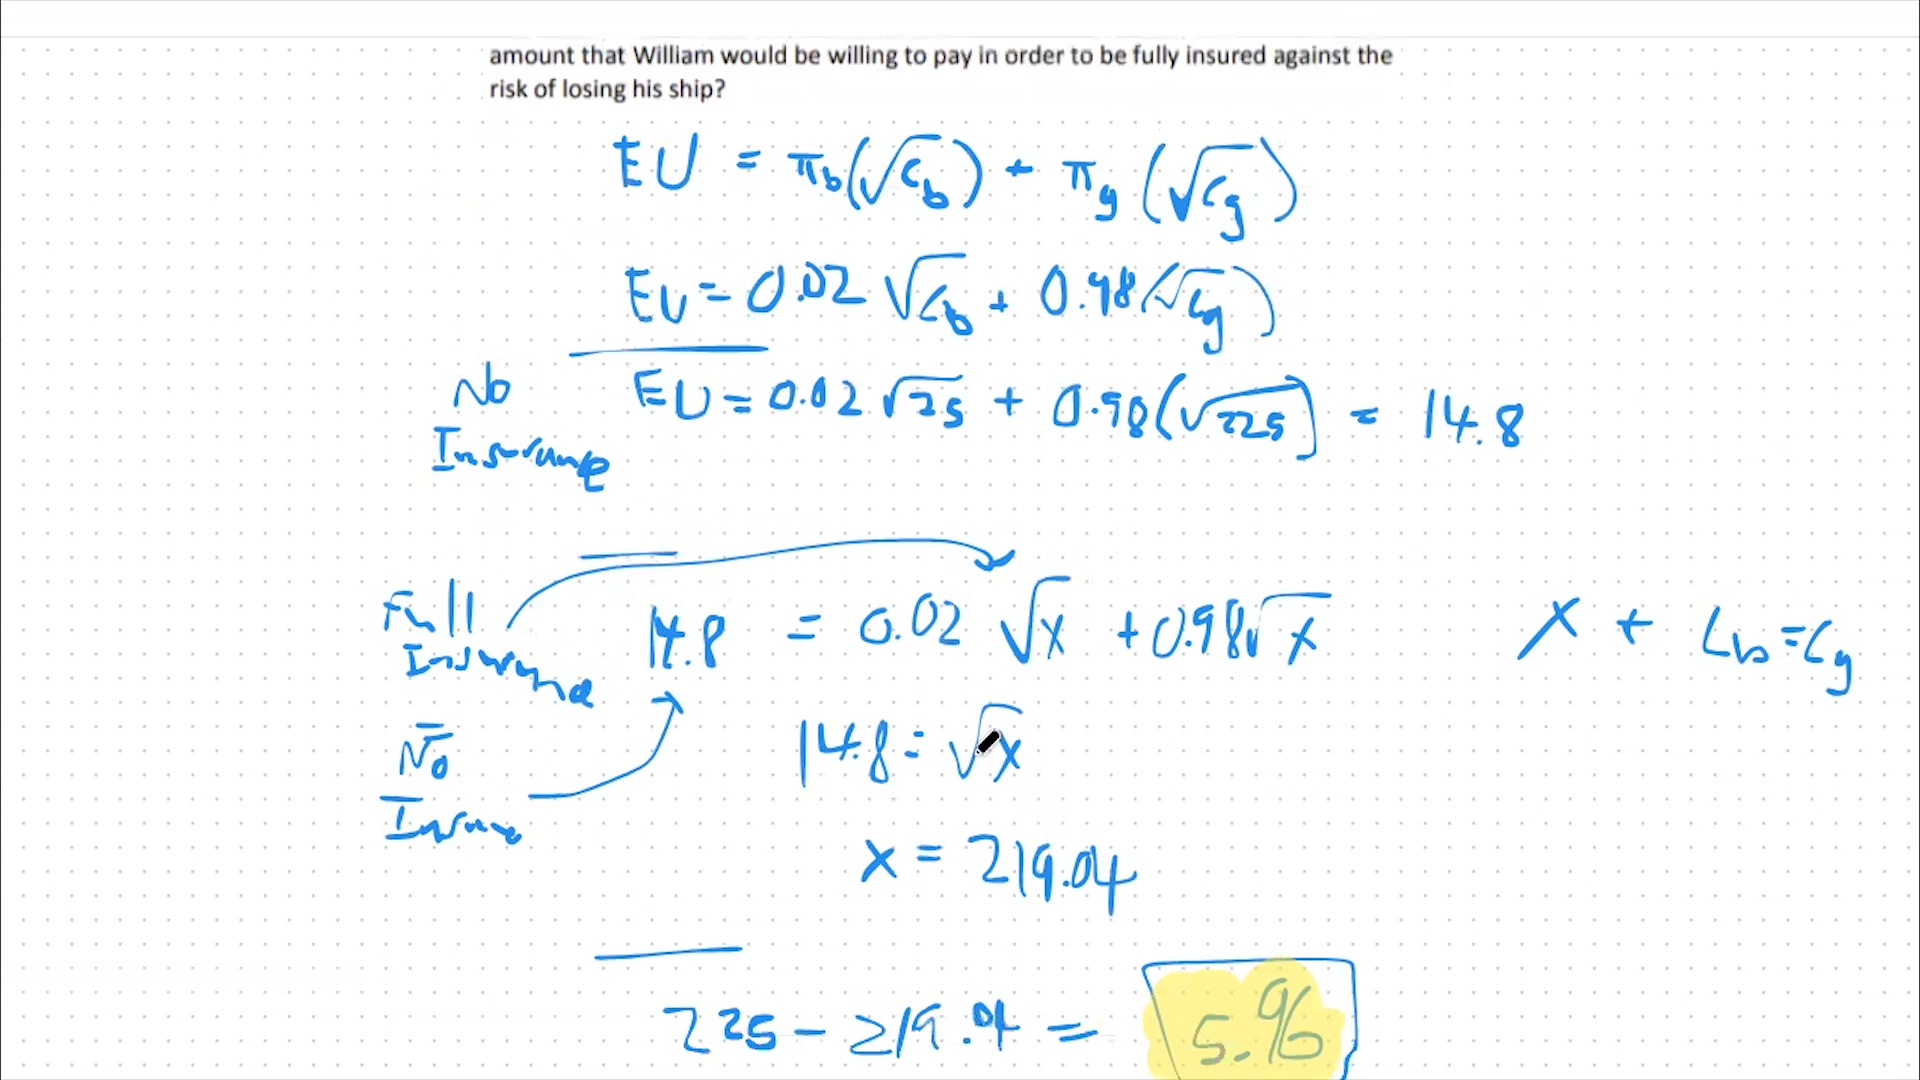 amount that William would be willing to pay in order to be fully insured against the
risk of losing his ship?
EU = πb(√Cb) + πg(√Cg)
EU = 0.02 √Cb + 0.98(√Cg)
No Insurance
EU = 0.02 √25 + 0.98(√225) = 14.8
Full Insurance
14.8 = 0.02 √x + 0.98√x
x + Cb = Cg
No
14.8 = √x
x = 219.04
225 - 219.04 = 5.96